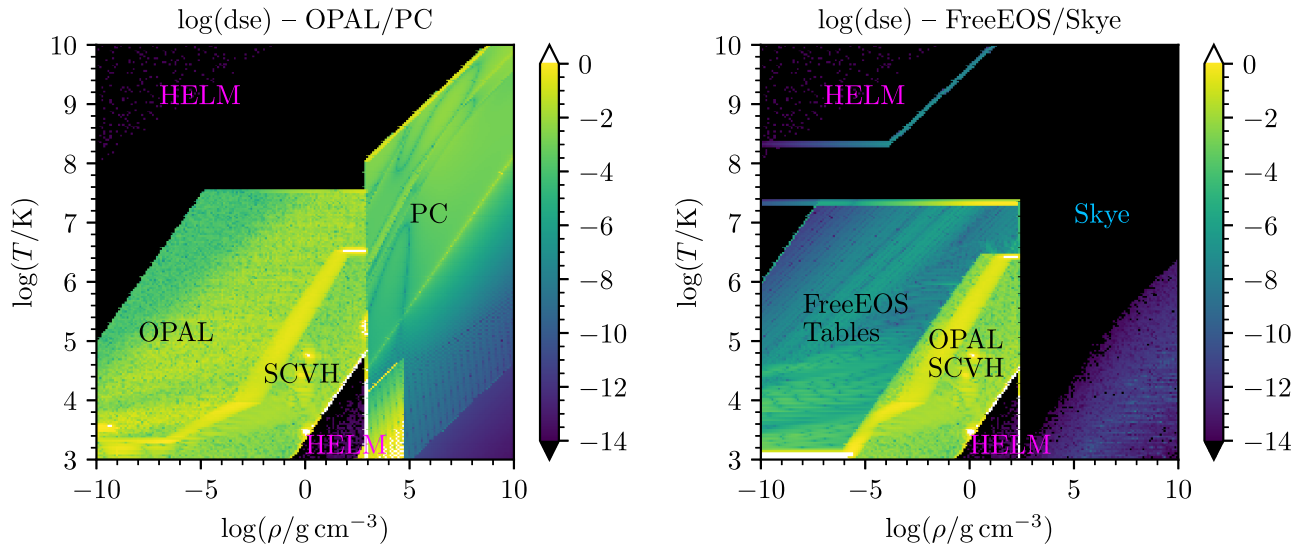 log(dse) – OPAL/PC
10
9
8
7
6
5
4
3
log(T/K)
−10
−5
0
5
10
log(ρ/g cm−3)
HELM
OPAL
SCVH
PC
HELM
0
−2
−4
−6
−8
−10
−12
−14
log(dse) – FreeEOS/Skye
10
9
8
7
6
5
4
3
log(T/K)
−10
−5
0
5
10
log(ρ/g cm−3)
HELM
Skye
FreeEOS
Tables
OPAL
SCVH
HELM
0
−2
−4
−6
−8
−10
−12
−14